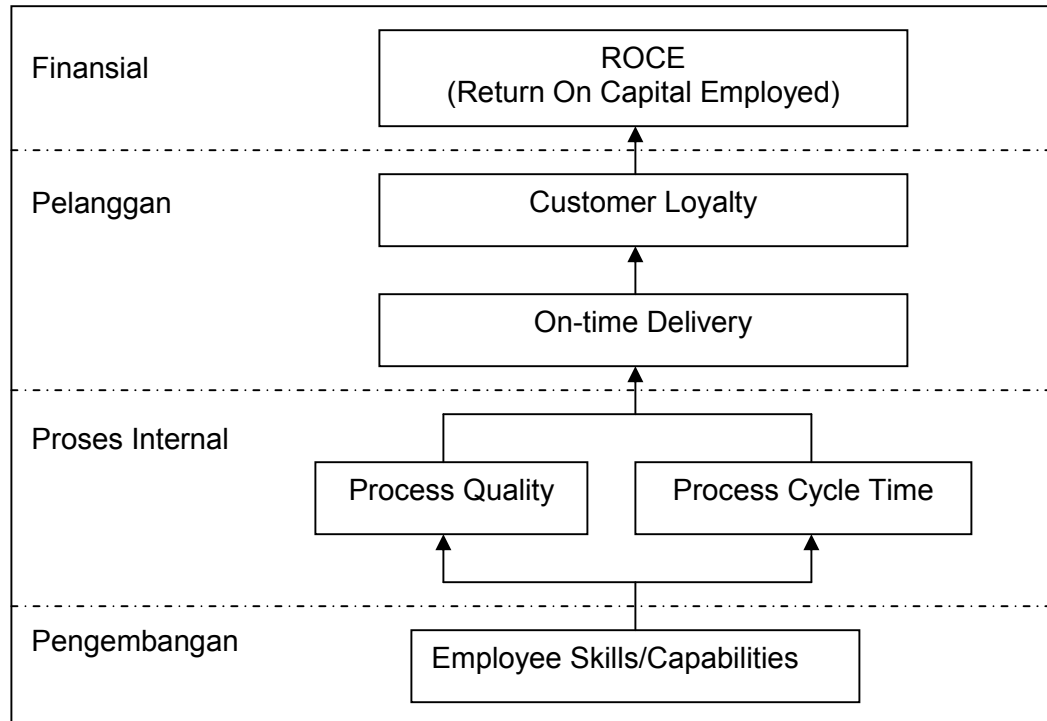 Finansial
ROCE
(Return On Capital Employed)
Pelanggan
Customer Loyalty
On-time Delivery
Proses Internal
Process Quality
Process Cycle Time
Pengembangan
Employee Skills/Capabilities